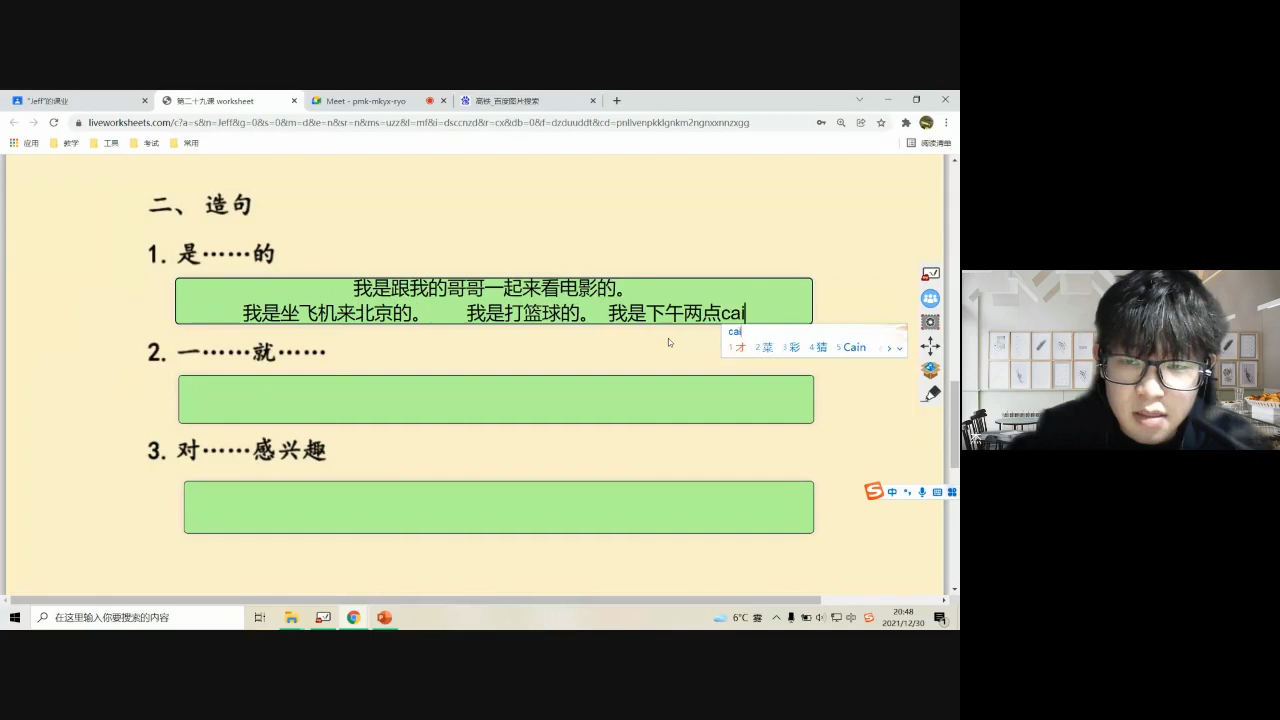 "Jeff"的课业
第二十九课 worksheet
Meet - pmk-mkyx-ryo
高铁_百度图片搜索
liveworksheets.com/c?a=s&m=Jeff&g=0&s=0&m=d&e=n&sr=n&ms=uzz&l=mf&i=dsccnzd&r=cx&db=0&f=dzduuddt&cd=pnllvenpkklgnkm2ngnxxnnzxgg
应用 教学 工具 考试 常用 阅读清单
二、 造句
1. 是……的
我是跟我的哥哥一起来看电影的。
我是坐飞机来北京的。 我是打篮球的。 我是下午两点cai
cai
1 才 2 菜 3 彩 4 猜 5 Cain
2. 一……就……
3. 对……感兴趣
中
在这里输入你要搜索的内容
6°C 霾 中
20:48
2021/12/30